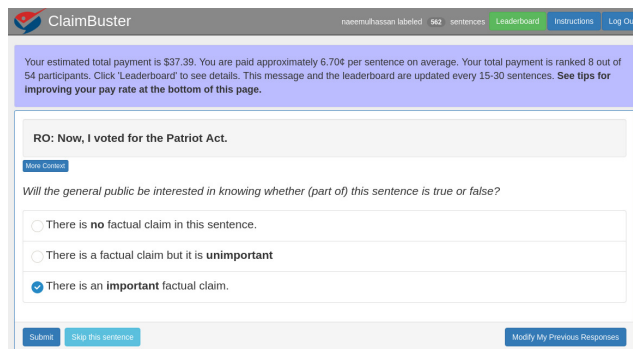 ClaimBuster
naeemulhassan labeled 562 sentences Leaderboard Instructions Log Ou
Your estimated total payment is $37.39. You are paid approximately 6.70¢ per sentence on average. Your total payment is ranked 8 out of
54 participants. Click 'Leaderboard' to see details. This message and the leaderboard are updated every 15-30 sentences. See tips for
improving your pay rate at the bottom of this page.
RO: Now, I voted for the Patriot Act.
More Context
Will the general public be interested in knowing whether (part of) this sentence is true or false?
There is no factual claim in this sentence.
There is a factual claim but it is unimportant
There is an important factual claim.
Submit Skip this sentence Modify My Previous Responses